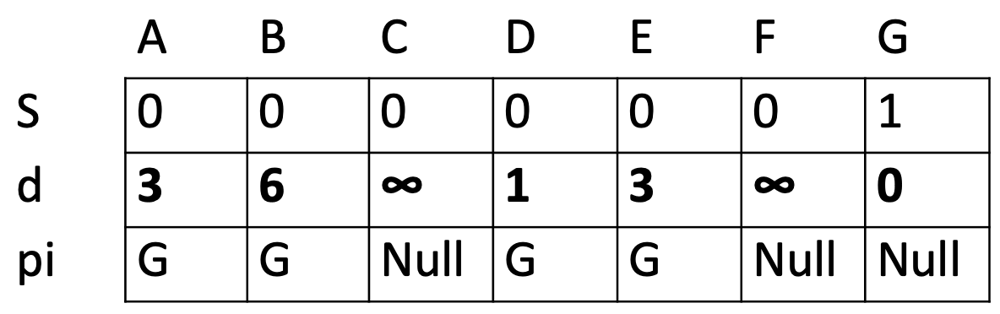 A B C D E F G
S 0 0 0 0 0 0 1
d 3 6 ∞ 1 3 ∞ 0
pi G G Null G G Null Null